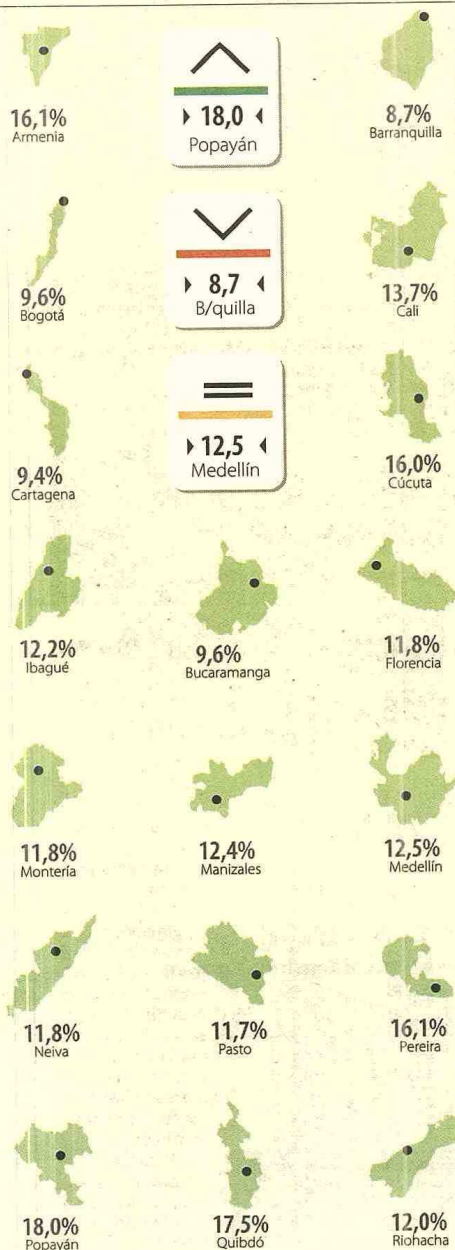 16,1%
Armenia
18,0
Popayán
8,7%
Barranquilla
9,6%
Bogotá
8,7
B/quilla
13,7%
Cali
9,4%
Cartagena
12,5
Medellín
16,0%
Cúcuta
12,2%
Ibagué
9,6%
Bucaramanga
11,8%
Florencia
11,8%
Montería
12,4%
Manizales
12,5%
Medellín
11,8%
Neiva
11,7%
Pasto
16,1%
Pereira
18,0%
Popayán
17,5%
Quibdó
12,0%
Riohacha